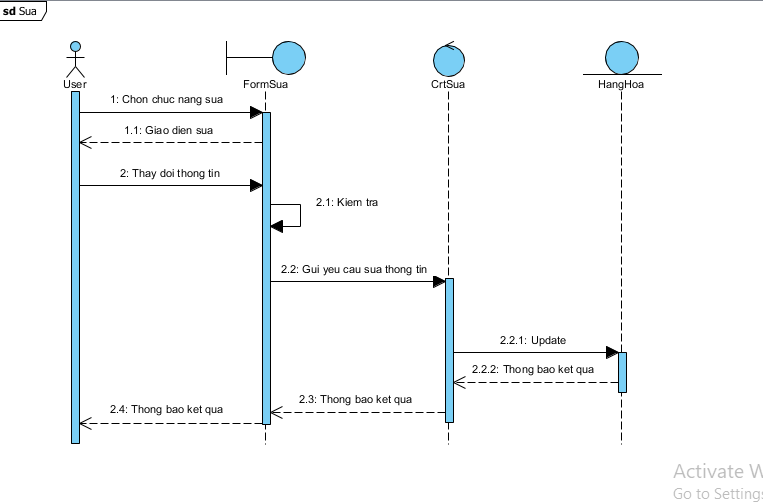 sd Sua
User
FormSua
CrtSua
HangHoa
1: Chon chuc nang sua
1.1: Giao dien sua
2: Thay doi thong tin
2.1: Kiem tra
2.2: Gui yeu cau sua thong tin
2.2.1: Update
2.2.2: Thong bao ket qua
2.3: Thong bao ket qua
2.4: Thong bao ket qua
Activate W
Go to Settings